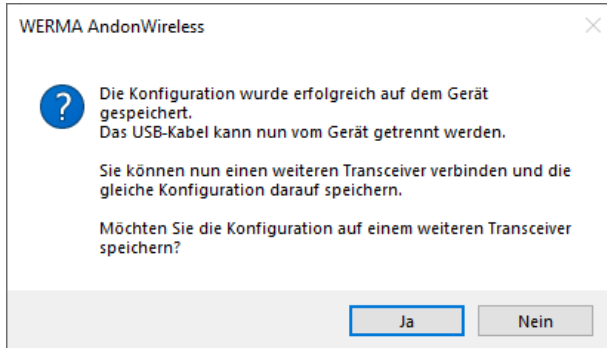 WERMA AndonWireless
Die Konfiguration wurde erfolgreich auf dem Gerät
gespeichert.
Das USB-Kabel kann nun vom Gerät getrennt werden.
Sie können nun einen weiteren Transceiver verbinden und die
gleiche Konfiguration darauf speichern.
Möchten Sie die Konfiguration auf einem weiteren Transceiver
speichern?
Ja
Nein